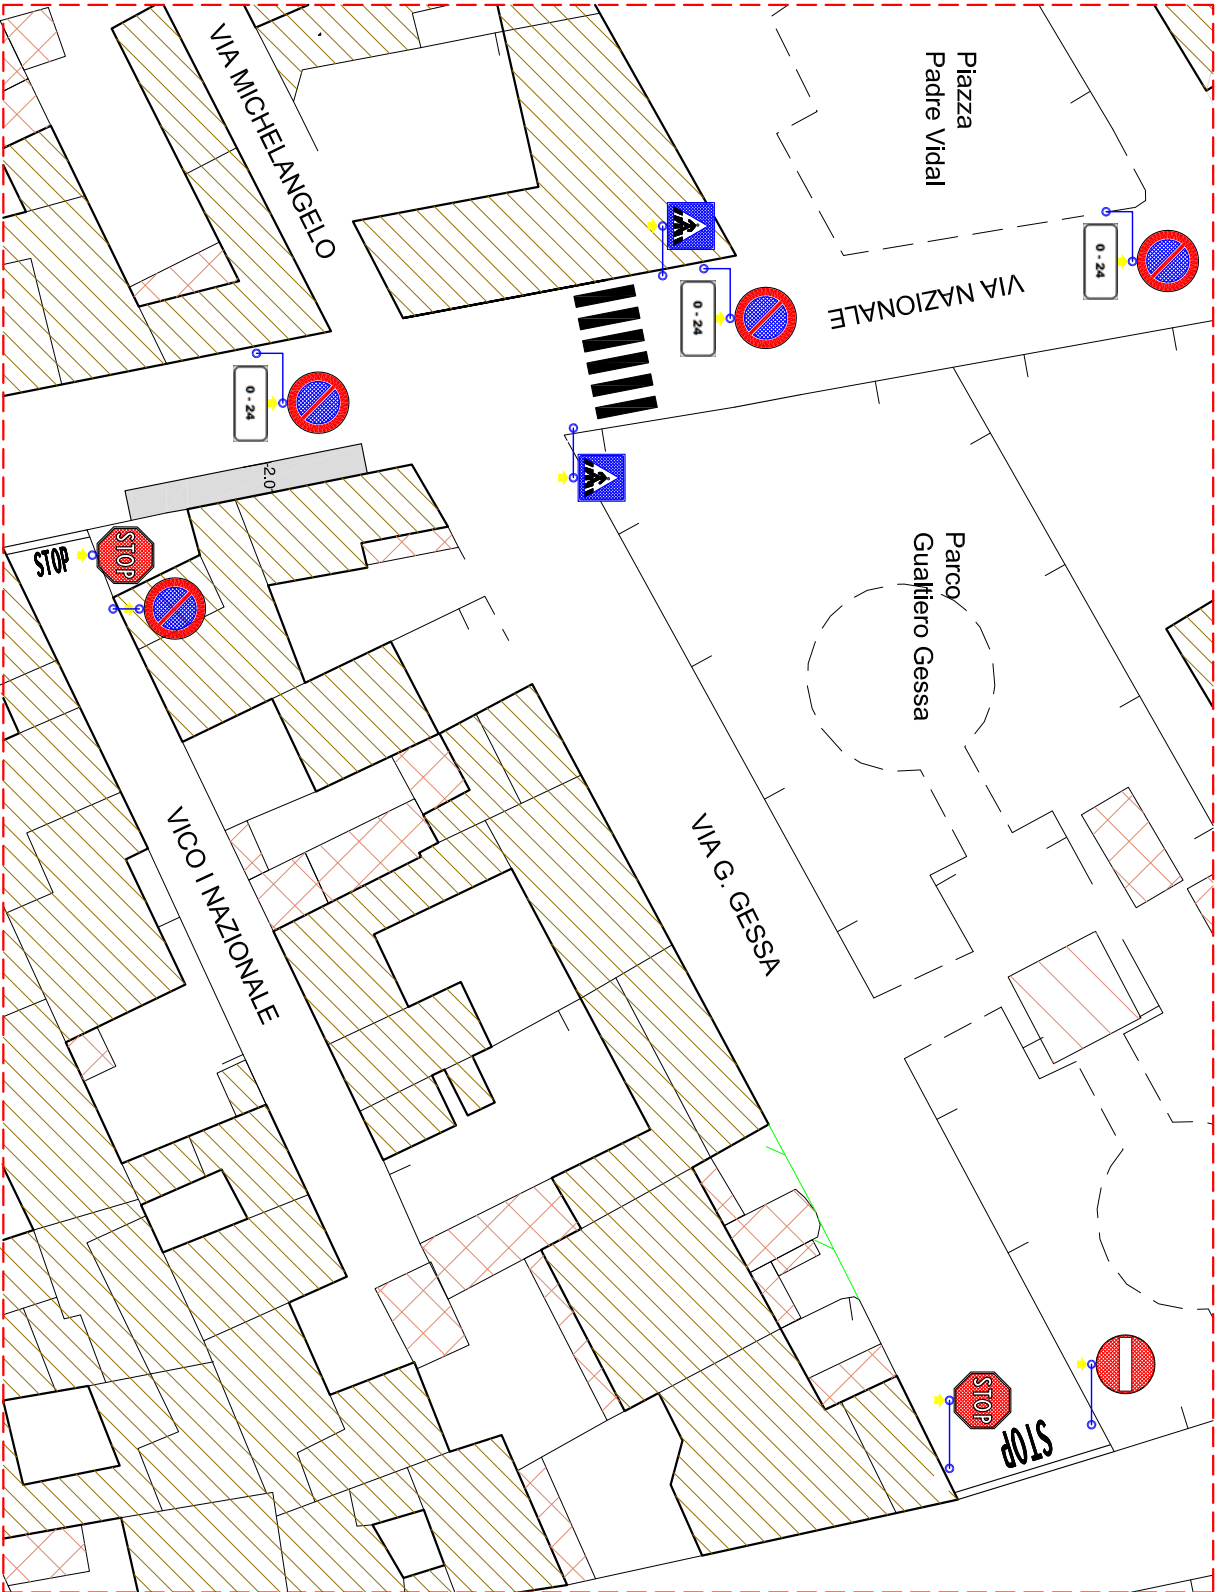 VIA MICHELANGELO
Piazza
Padre Vidal
VIA NAZIONALE
0 - 24
0 - 24
0 - 24
2.0
STOP
STOP
Parco
Gualtiero Gessa
VICO I NAZIONALE
VIA G. GESSA
STOP
STOP